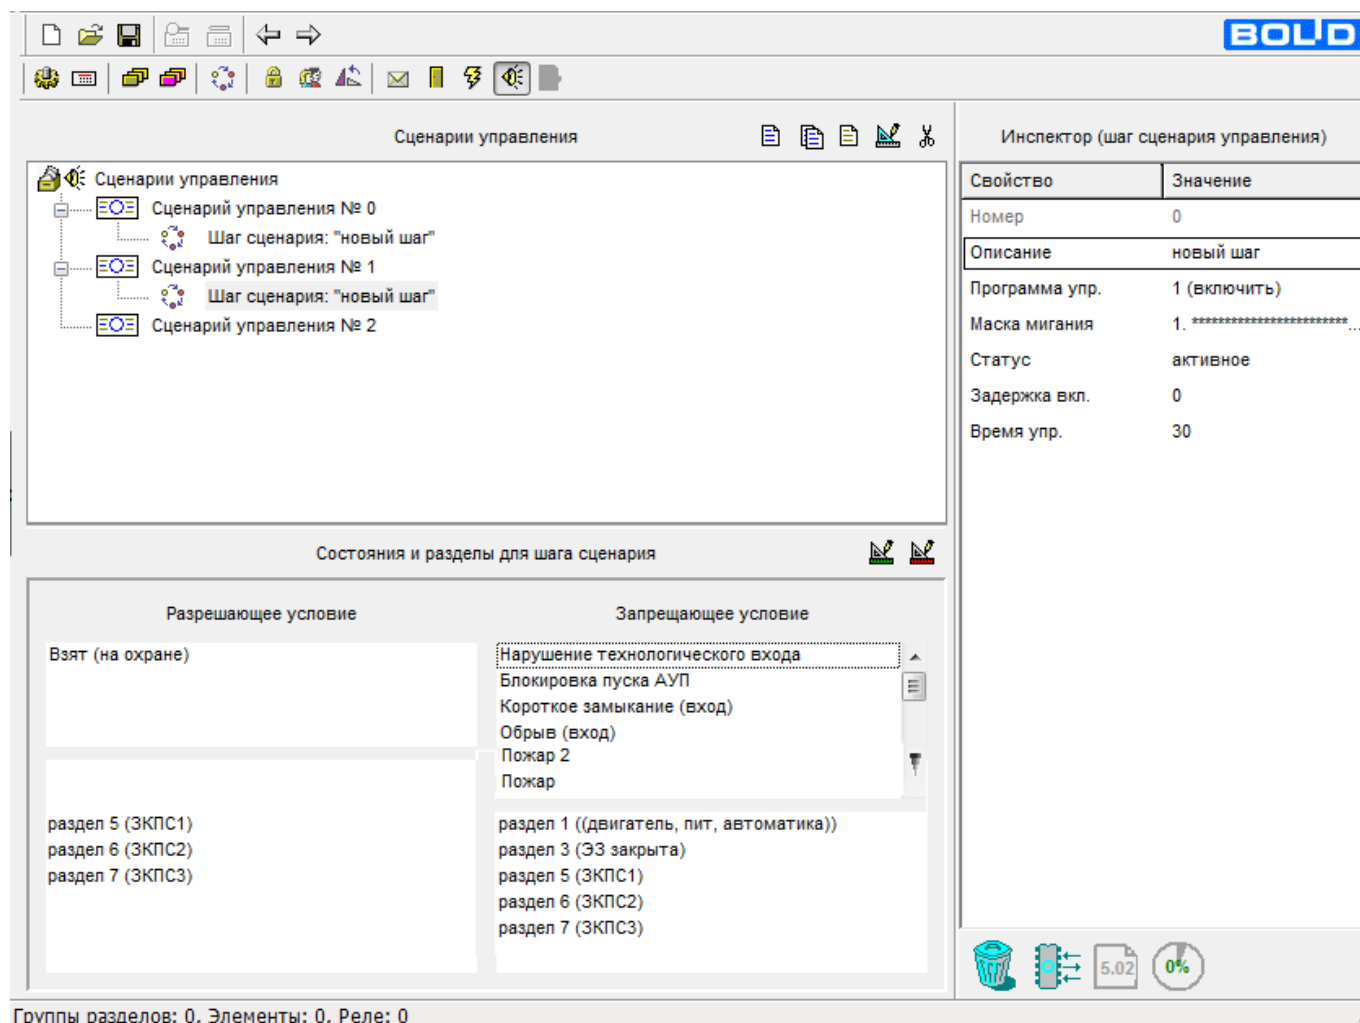 BOLID
Сценарии управления
Сценарии управления
Сценарий управления № 0
Шаг сценария: "новый шаг"
Сценарий управления № 1
Шаг сценария: "новый шаг"
Сценарий управления № 2
Инспектор (шаг сценария управления)
Свойство Значение
Номер 0
Описание новый шаг
Программа упр. 1 (включить)
Маска мигания 1. ************************...
Статус активное
Задержка вкл. 0
Время упр. 30
Состояния и разделы для шага сценария
Разрешающее условие
Взят (на охране)
раздел 5 (ЗКПС1)
раздел 6 (ЗКПС2)
раздел 7 (ЗКПС3)
Запрещающее условие
Нарушение технологического входа
Блокировка пуска АУП
Короткое замыкание (вход)
Обрыв (вход)
Пожар 2
Пожар
раздел 1 ((двигатель, пит, автоматика))
раздел 3 (ЭЗ закрыта)
раздел 5 (ЗКПС1)
раздел 6 (ЗКПС2)
раздел 7 (ЗКПС3)
5.02
0%
Группы разделов: 0, Элементы: 0, Реле: 0